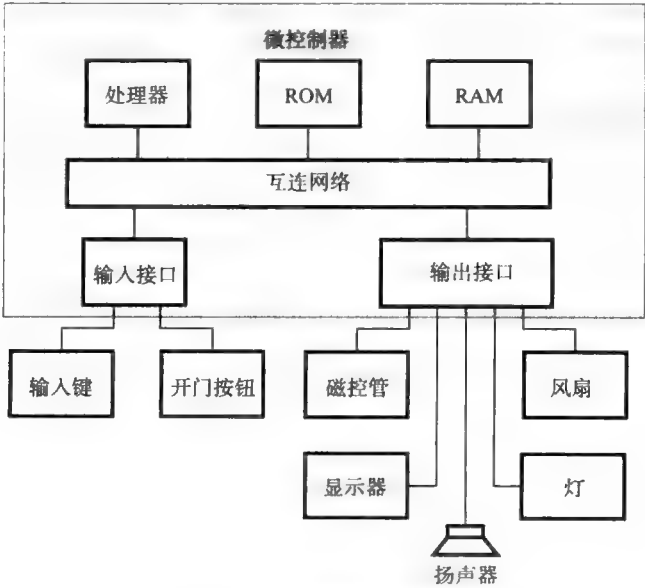 微控制器
处理器
ROM
RAM
互连网络
输入接口
输出接口
输入键
开门按钮
磁控管
风扇
显示器
灯
扬声器